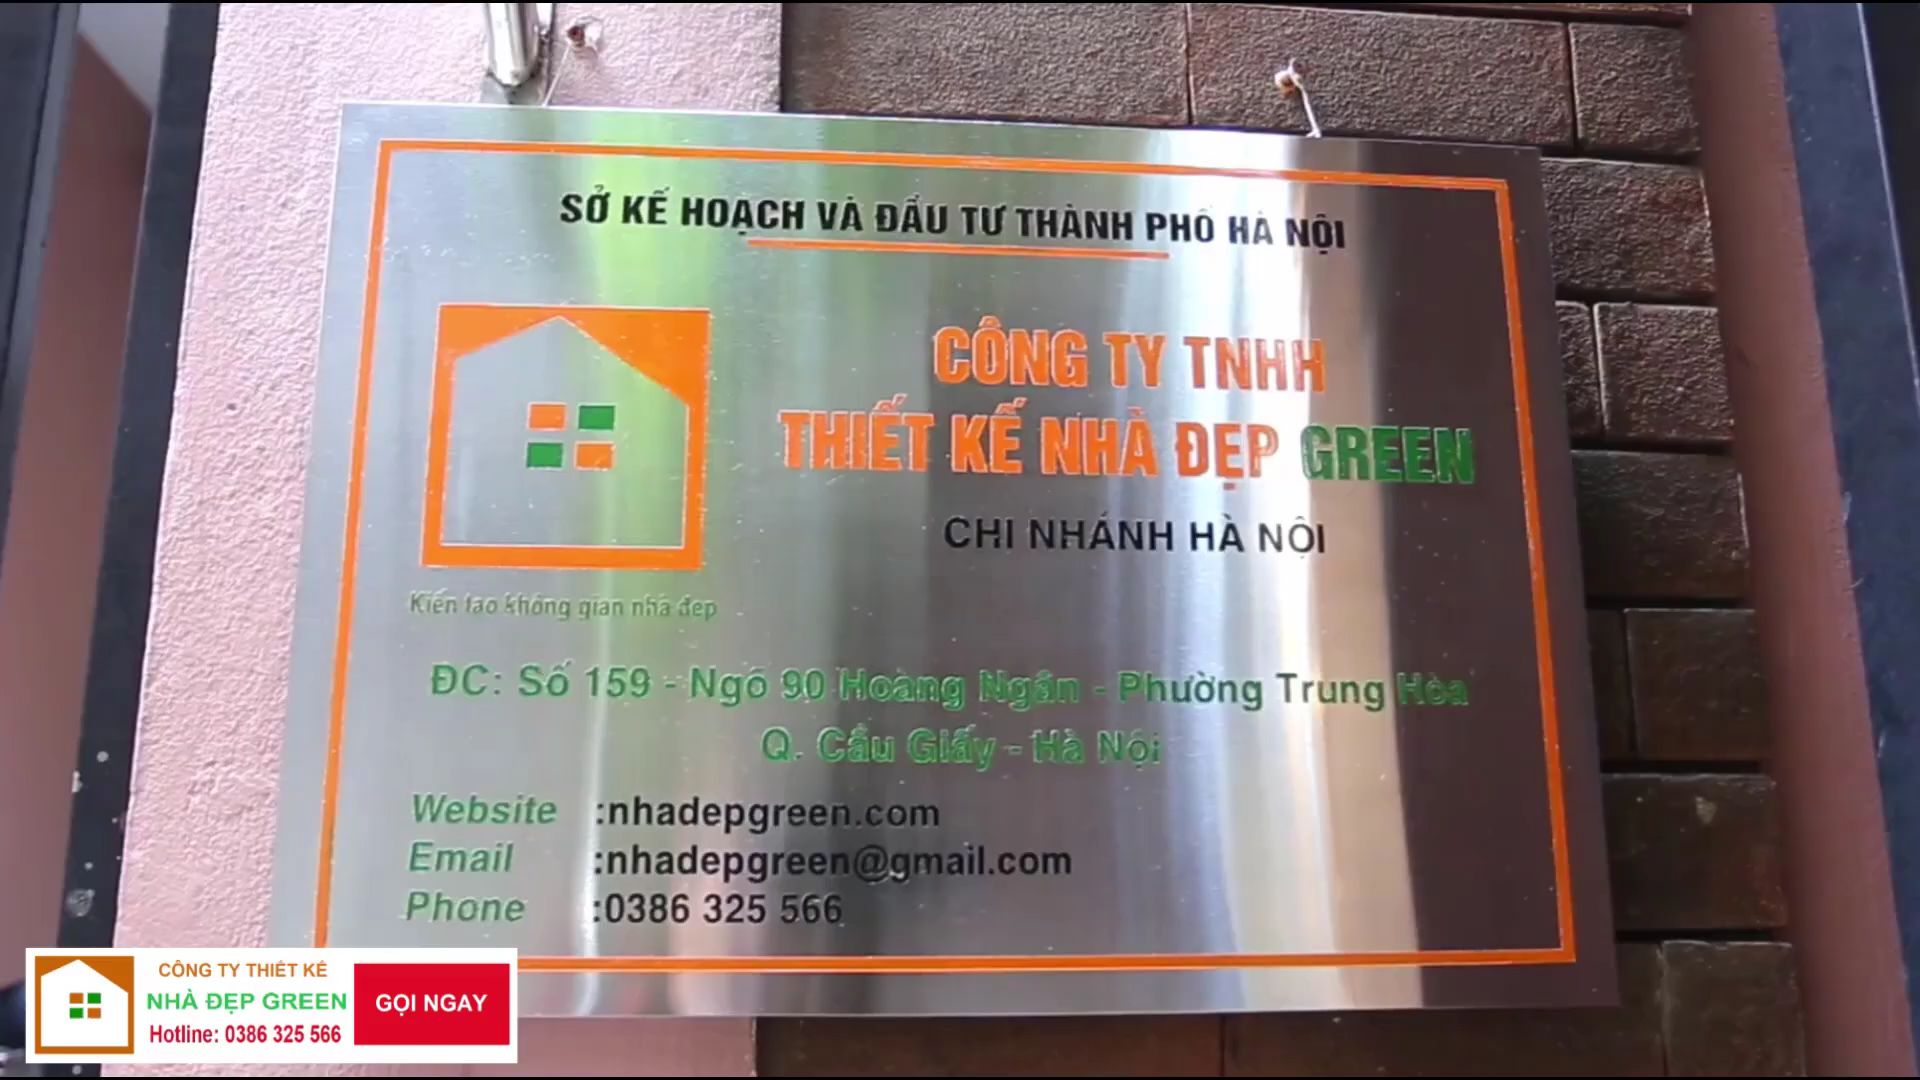 SỞ KẾ HOẠCH VÀ ĐẦU TƯ THÀNH PHỐ HÀ NỘI
CÔNG TY TNHH
THIẾT KẾ NHÀ ĐẸP GREEN
CHI NHÁNH HÀ NỘI
Kiến tạo không gian nhà đẹp
ĐC: Số 159 - Ngõ 90 Hoàng Ngân - Phường Trung Hòa
Q. Cầu Giấy - Hà Nội
Website :nhadepgreen.com
Email :nhadepgreen@gmail.com
Phone :0386 325 566
CÔNG TY THIẾT KẾ
NHÀ ĐẸP GREEN
Hotline: 0386 325 566
GỌI NGAY